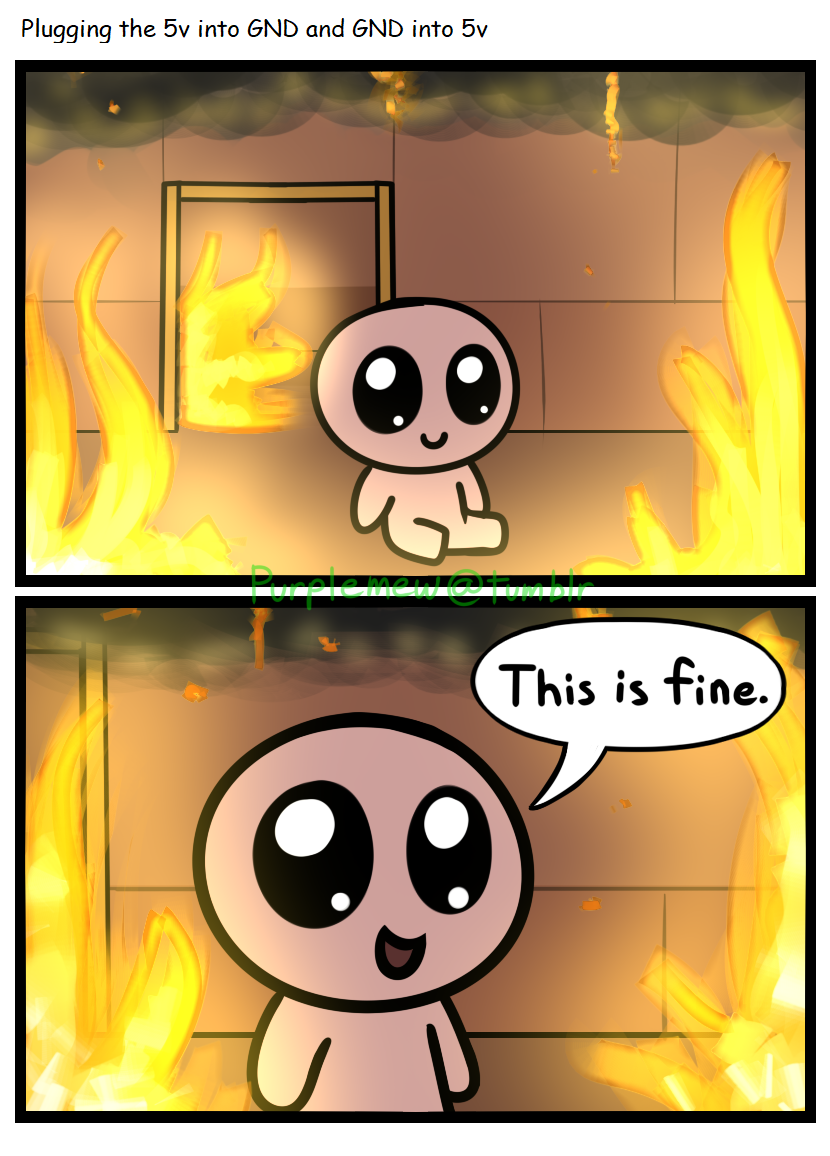 Plugging the 5v into GND and GND into 5v
Purplemew@tumblr
This is fine.